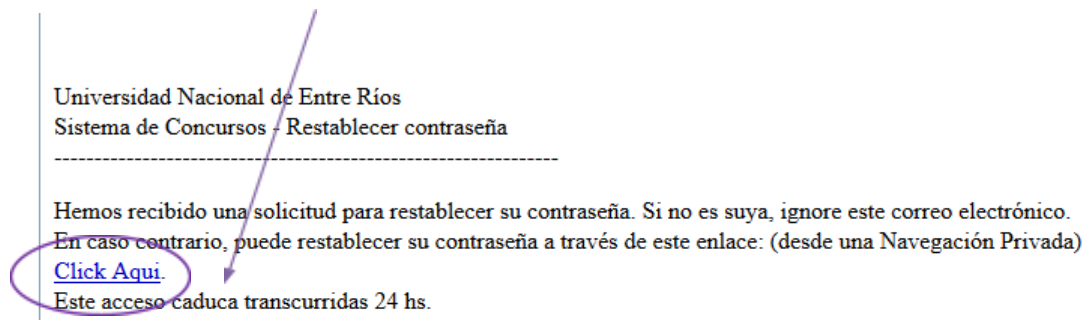 Universidad Nacional de Entre Ríos
Sistema de Concursos - Restablecer contraseña
---------------------------------------------------------------
Hemos recibido una solicitud para restablecer su contraseña. Si no es suya, ignore este correo electrónico.
En caso contrario, puede restablecer su contraseña a través de este enlace: (desde una Navegación Privada)
Click Aqui.
Este acceso caduca transcurridas 24 hs.